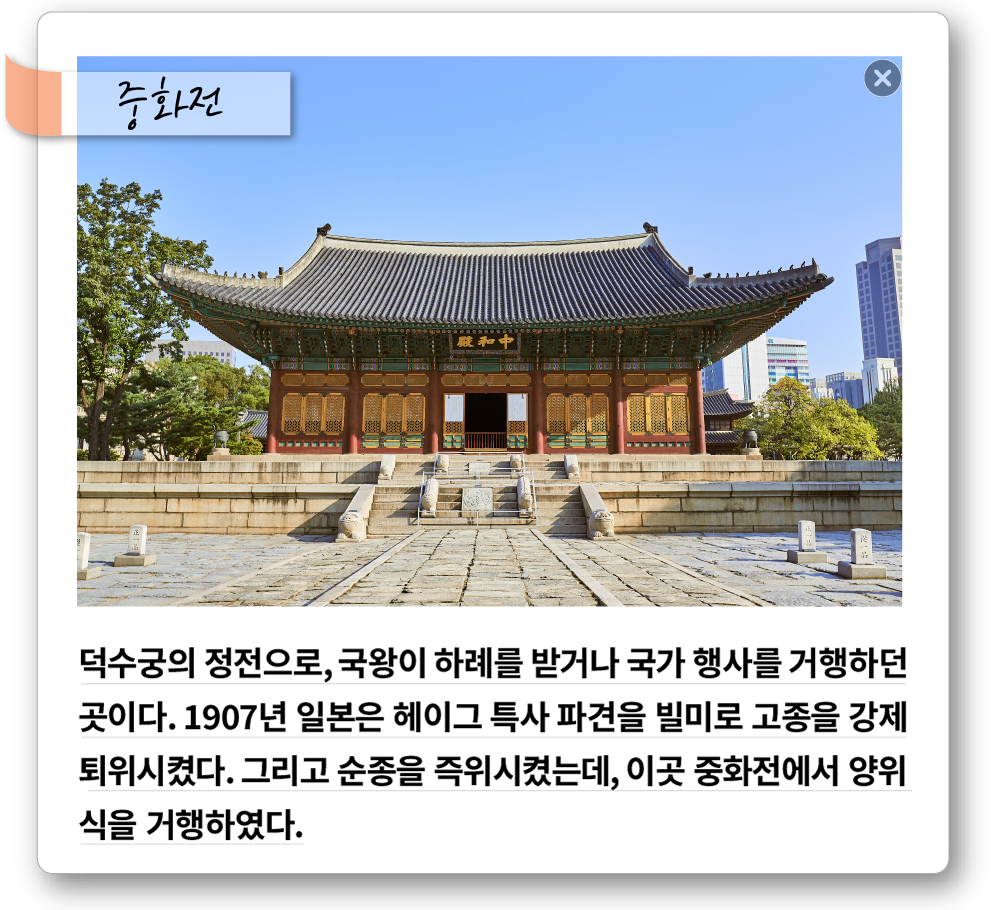 중화전
殿和中
덕수궁의 정전으로, 국왕이 하례를 받거나 국가 행사를 거행하던
곳이다. 1907년 일본은 헤이그 특사 파견을 빌미로 고종을 강제
퇴위시켰다. 그리고 순종을 즉위시켰는데, 이곳 중화전에서 양위
식을 거행하였다.